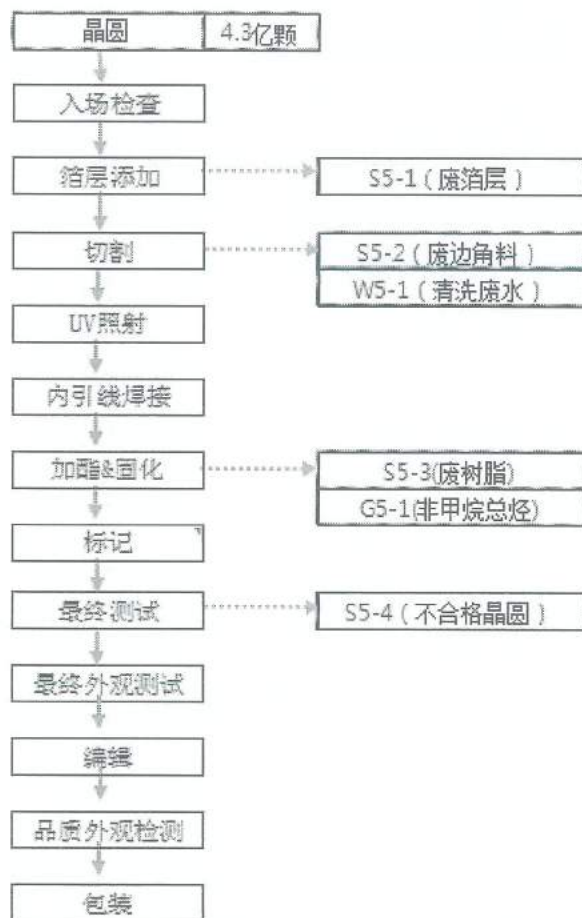 晶圆 4.3亿颗
入场检查
箔层添加 S5-1（废箔层）
切割 S5-2（废边角料）
W5-1（清洗废水）
UV照射
内引线焊接
加酯&固化 S5-3(废树脂)
G5-1(非甲烷总烃)
标记
最终测试 S5-4（不合格晶圆）
最终外观测试
编辑
品质外观检测
包装